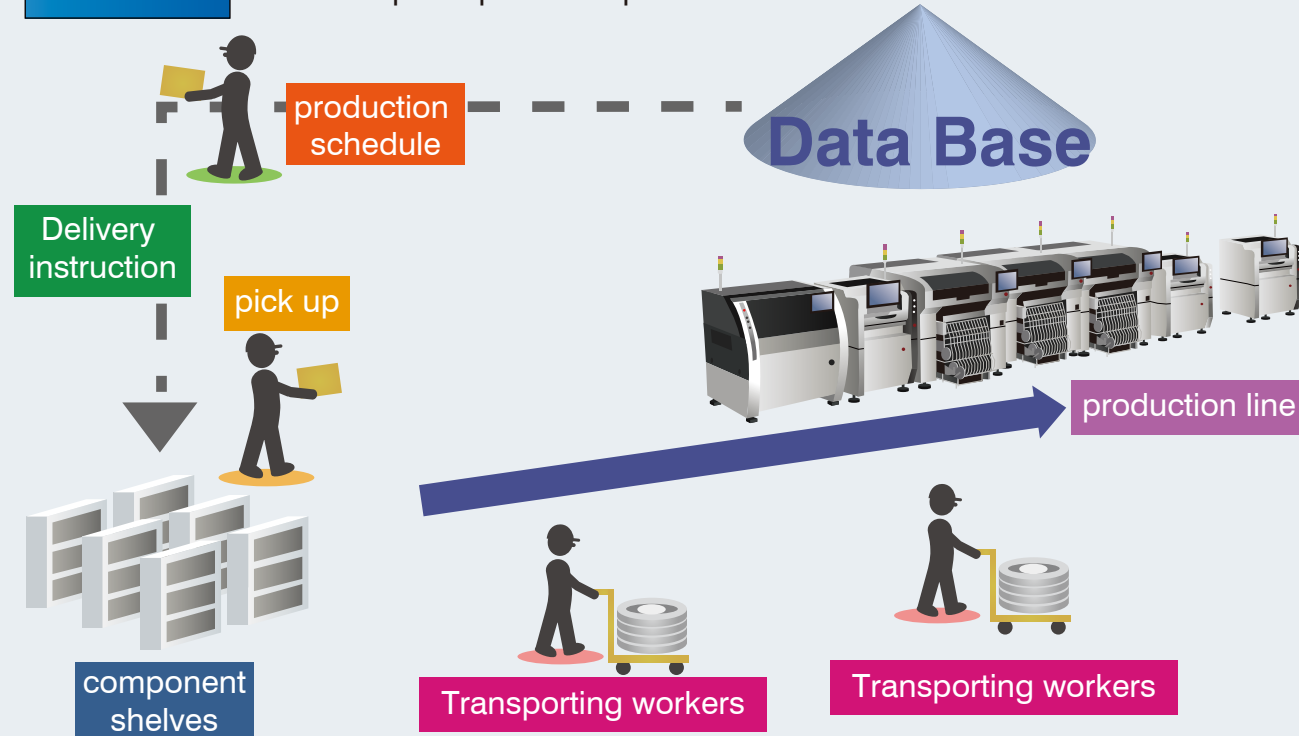 production
schedule
Data Base
Delivery
instruction
pick up
production line
component
shelves
Transporting workers
Transporting workers